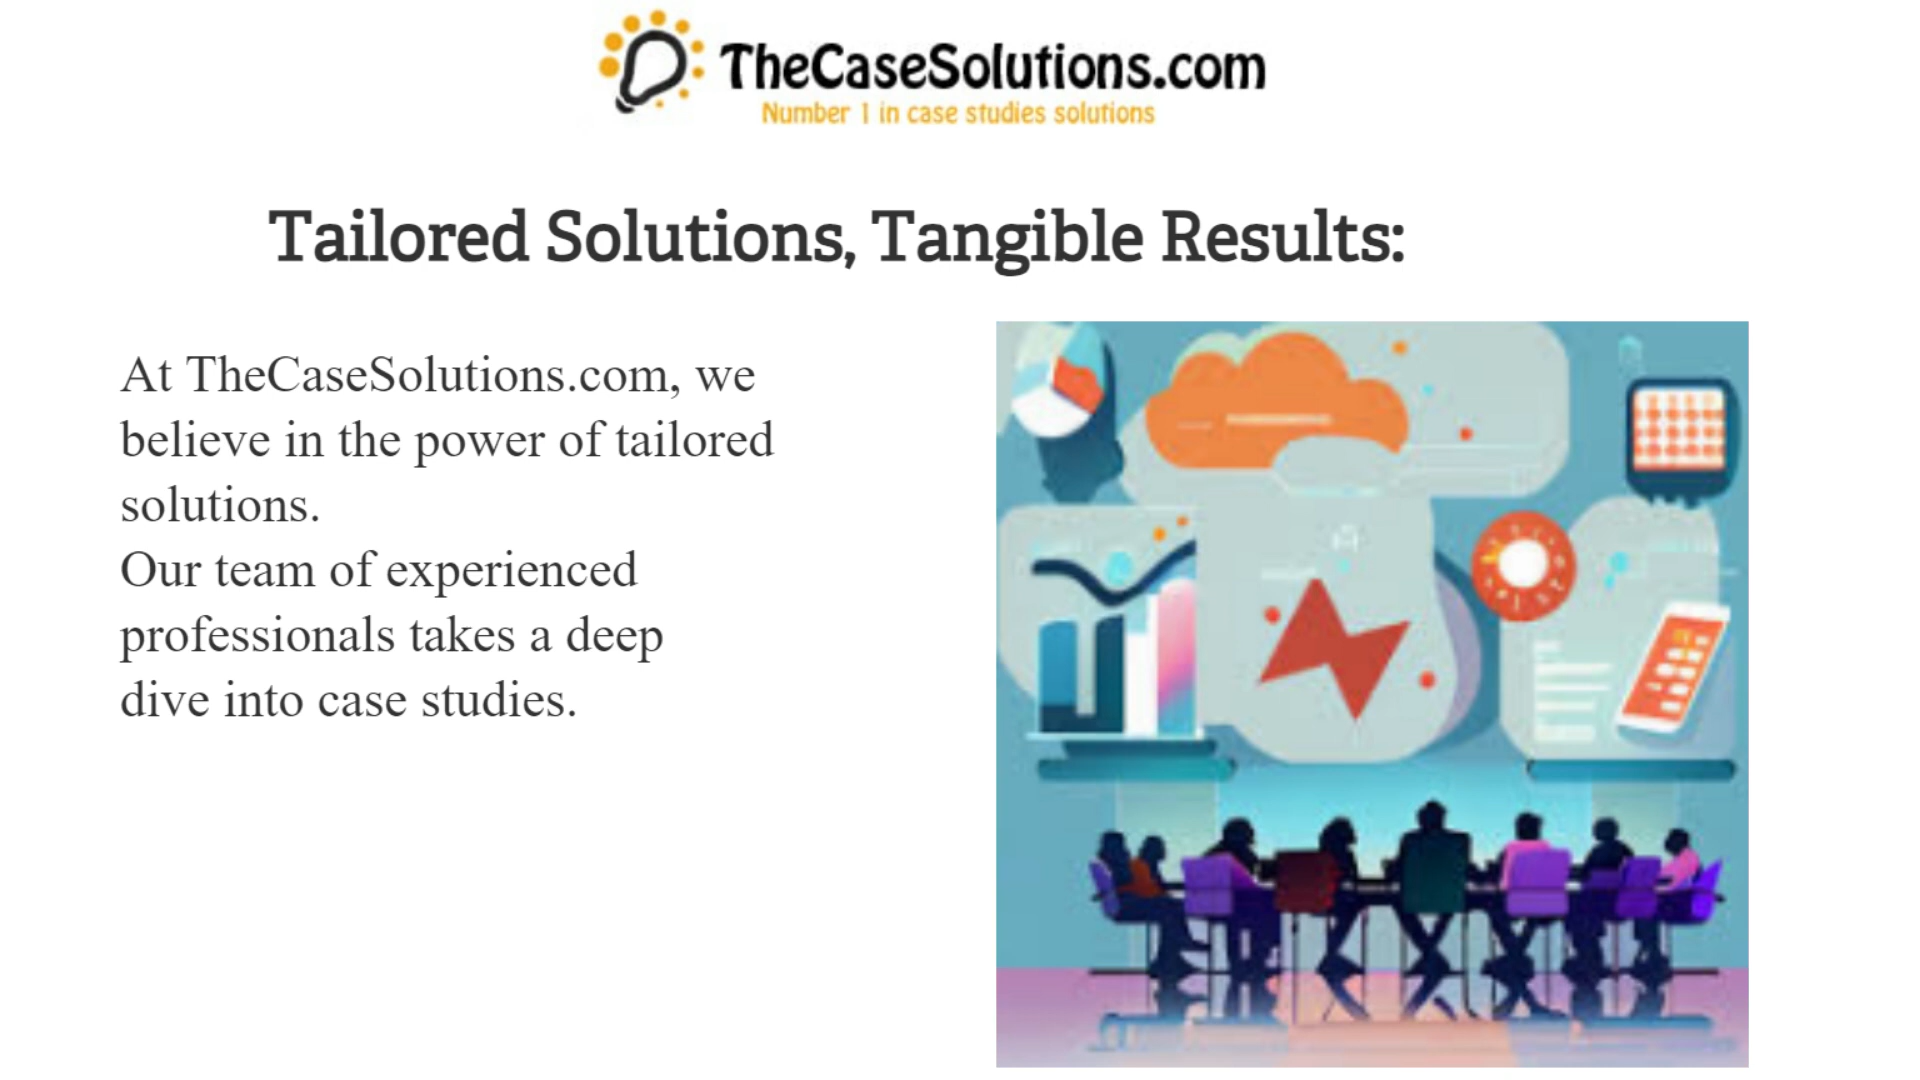 TheCaseSolutions.com
Number 1 in case studies solutions
Tailored Solutions, Tangible Results:
At TheCaseSolutions.com, we
believe in the power of tailored
solutions.
Our team of experienced
professionals takes a deep
dive into case studies.